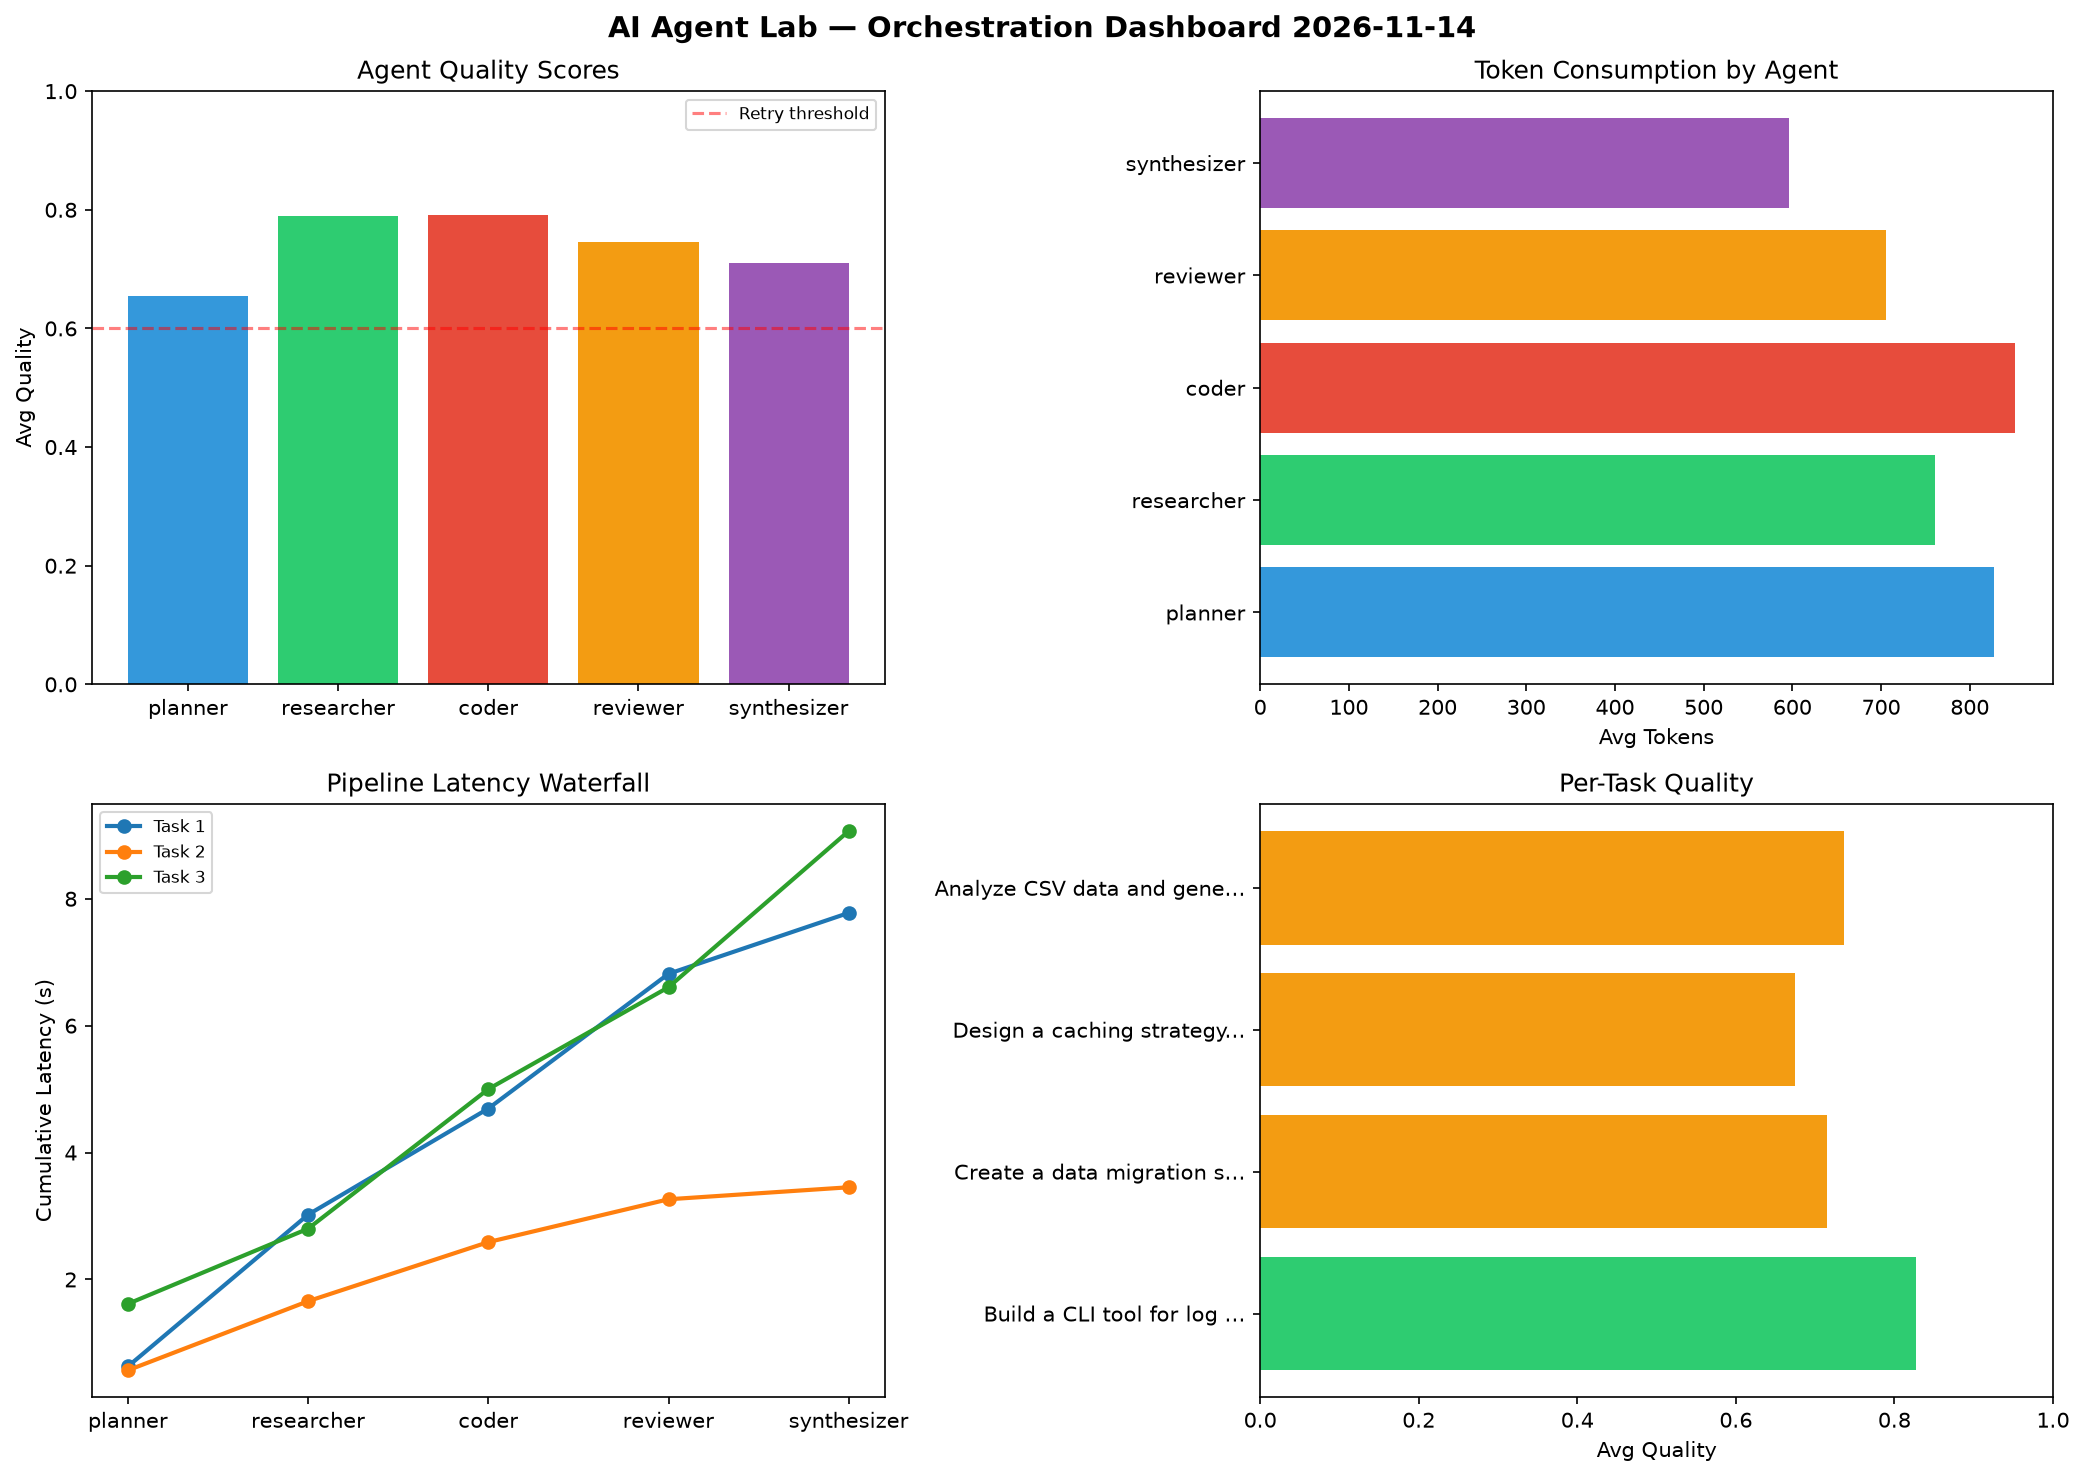 AI Agent Lab — Orchestration Dashboard 2026-11-14
Agent Quality Scores
Avg Quality
1.0
0.8
0.6
0.4
0.2
0.0
Retry threshold
planner researcher coder reviewer synthesizer
Token Consumption by Agent
synthesizer
reviewer
coder
researcher
planner
0 100 200 300 400 500 600 700 800
Avg Tokens
Pipeline Latency Waterfall
Cumulative Latency (s)
8
6
4
2
Task 1
Task 2
Task 3
planner researcher coder reviewer synthesizer
Per-Task Quality
Analyze CSV data and gene...
Design a caching strategy...
Create a data migration s...
Build a CLI tool for log ...
0.0 0.2 0.4 0.6 0.8 1.0
Avg Quality